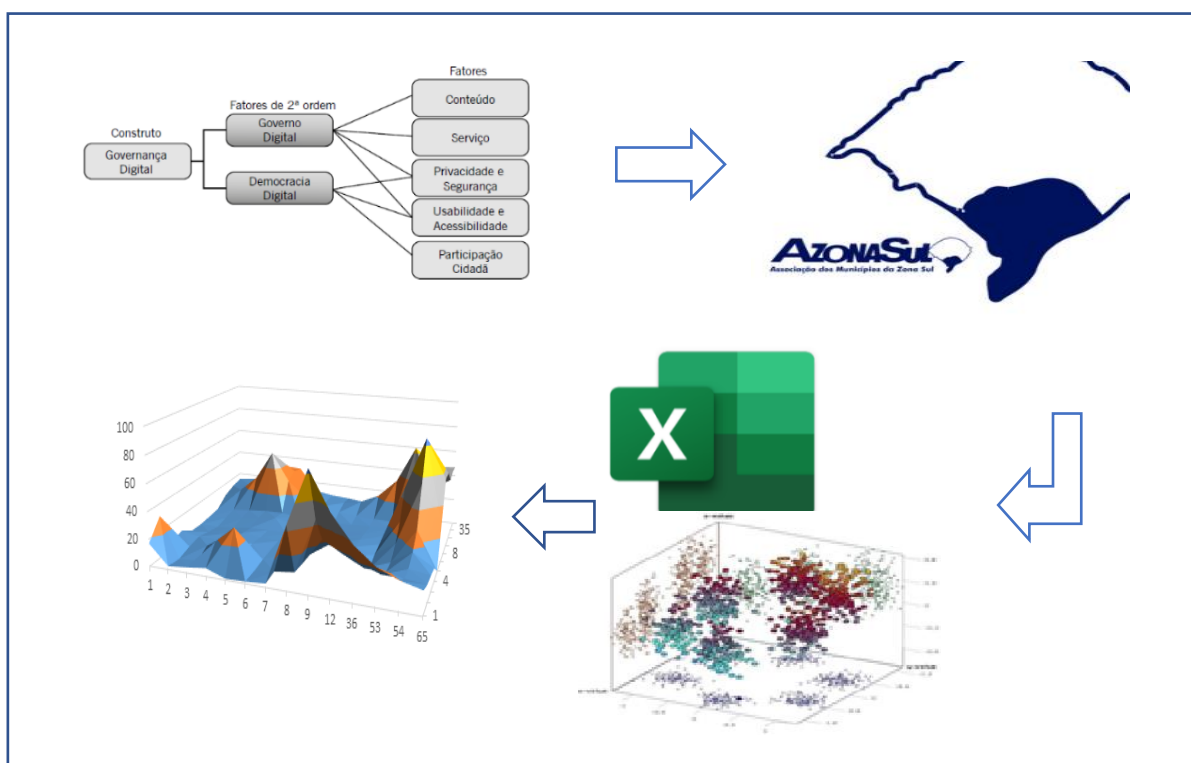 Fatores
Fatores de 2ª ordem
Construto
Governança
Digital
Governo
Digital
Democracia
Digital
Conteúdo
Serviço
Privacidade e
Segurança
Usabilidade e
Acessibilidade
Participação
Cidadã
AZONASUL
Associação dos Municípios da Zona Sul
X
100
80
60
40
20
0
1 2 3 4 5 6 7 8 9 12 36 53 54 65
35
8
4
1